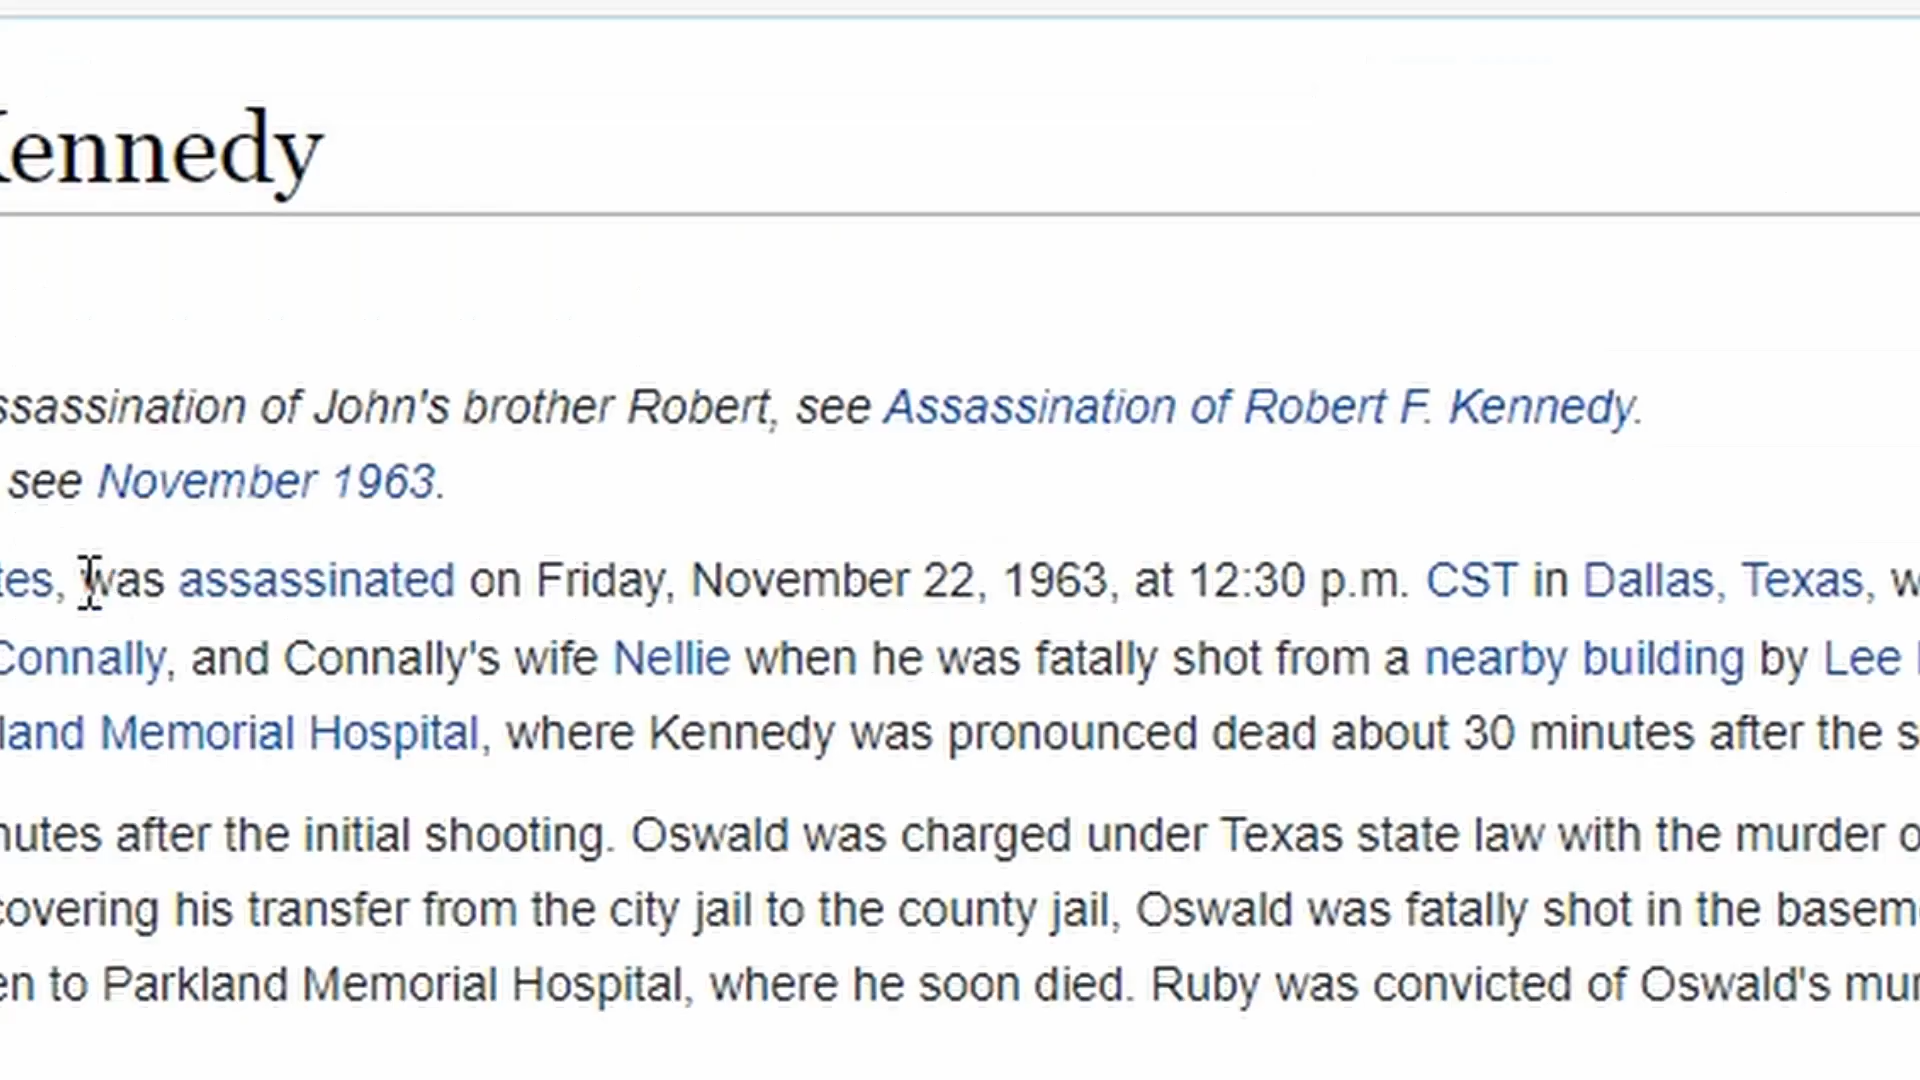 Kennedy
ssassination of John's brother Robert, see Assassination of Robert F. Kennedy.
see November 1963.
tes, was assassinated on Friday, November 22, 1963, at 12:30 p.m. CST in Dallas, Texas, w
Connally, and Connally's wife Nellie when he was fatally shot from a nearby building by Lee
land Memorial Hospital, where Kennedy was pronounced dead about 30 minutes after the s
nutes after the initial shooting. Oswald was charged under Texas state law with the murder o
covering his transfer from the city jail to the county jail, Oswald was fatally shot in the basem
en to Parkland Memorial Hospital, where he soon died. Ruby was convicted of Oswald's mur